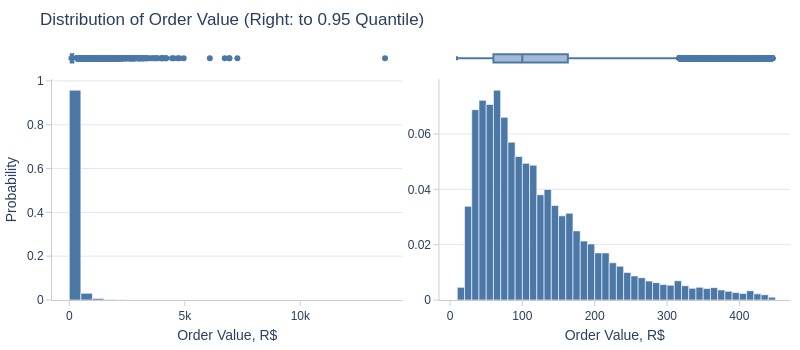 Distribution of Order Value (Right: to 0.95 Quantile)
Probability
1
0.8
0.6
0.4
0.2
0
0 5k 10k
Order Value, R$
0.06
0.04
0.02
0
0 100 200 300 400
Order Value, R$